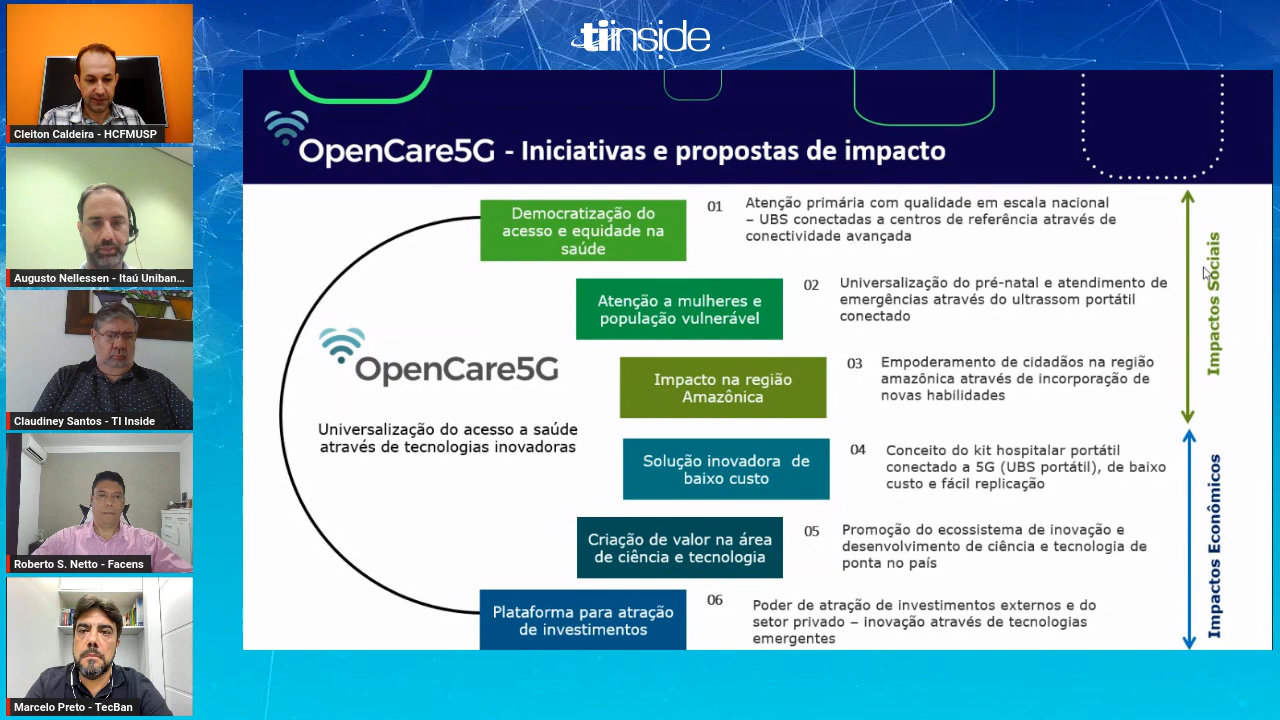 tiinside
Cleiton Caldeira - HCFMUSP
Augusto Nellessen - Itaú Uniban...
Claudiney Santos - TI Inside
Roberto S. Netto - Facens
Marcelo Preto - TecBan
OpenCare5G - Iniciativas e propostas de impacto
OpenCare5G
Universalização do acesso a saúde
através de tecnologias inovadoras
Democratização do
acesso e equidade na
saúde
01
Atenção primária com qualidade em escala nacional
– UBS conectadas a centros de referência através de
conectividade avançada
Atenção a mulheres e
população vulnerável
02
Universalização do pré-natal e atendimento de
emergências através do ultrassom portátil
conectado
Impacto na região
Amazônica
03
Empoderamento de cidadãos na região
amazônica através de incorporação de
novas habilidades
Solução inovadora de
baixo custo
04
Conceito do kit hospitalar portátil
conectado a 5G (UBS portátil), de baixo
custo e fácil replicação
Criação de valor na área
de ciência e tecnologia
05
Promoção do ecossistema de inovação e
desenvolvimento de ciência e tecnologia de
ponta no país
Plataforma para atração
de investimentos
06
Poder de atração de investimentos externos e do
setor privado – inovação através de tecnologias
emergentes
Impactos Sociais
Impactos Econômicos